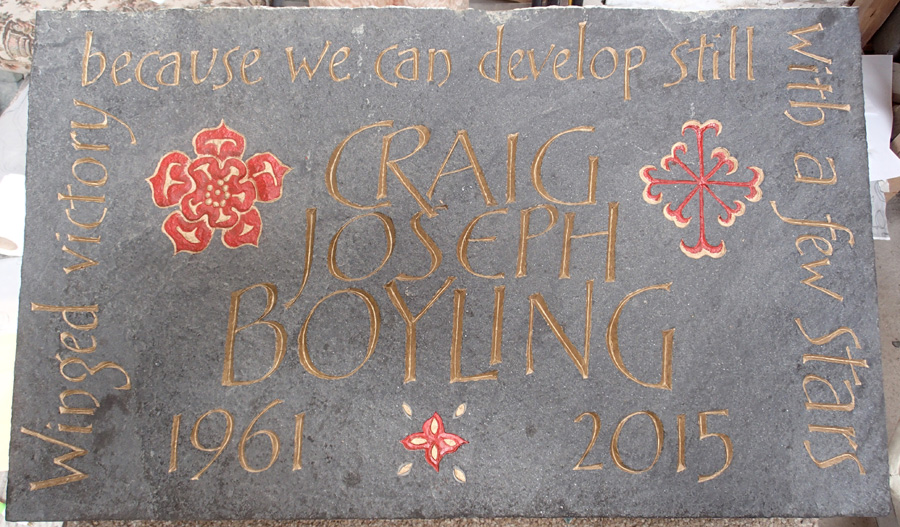 Winged victory
because we can develop still
with a few stars
CRAIG
JOSEPH
BOYLING
1961 2015